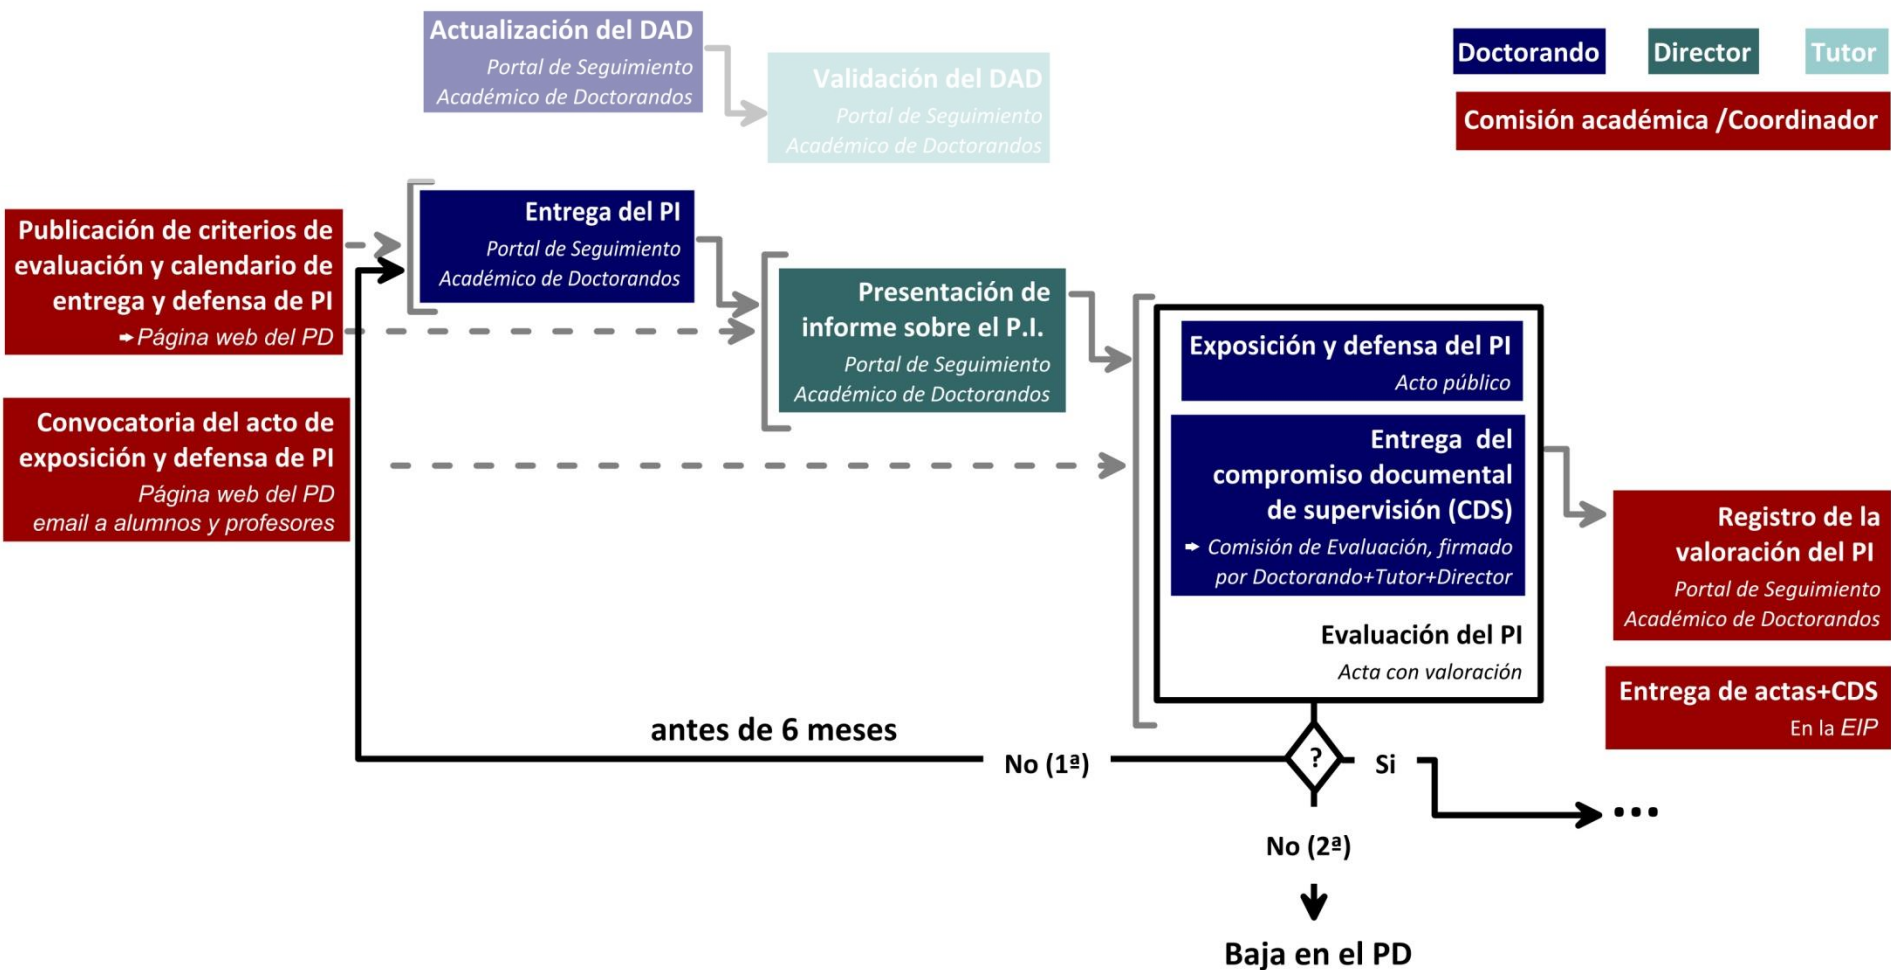 Actualización del DAD
Portal de Seguimiento
Académico de Doctorandos
Validación del DAD
Portal de Seguimiento
Académico de Doctorandos
Doctorando
Director
Tutor
Comisión académica /Coordinador
Publicación de criterios de
evaluación y calendario de
entrega y defensa de PI
➨ Página web del PD
Convocatoria del acto de
exposición y defensa de PI
Página web del PD
email a alumnos y profesores
Entrega del PI
Portal de Seguimiento
Académico de Doctorandos
Presentación de
informe sobre el P.I.
Portal de Seguimiento
Académico de Doctorandos
Exposición y defensa del PI
Acto público
Entrega del
compromiso documental
de supervisión (CDS)
➨ Comisión de Evaluación, firmado
por Doctorando+Tutor+Director
Evaluación del PI
Acta con valoración
Registro de la
valoración del PI
Portal de Seguimiento
Académico de Doctorandos
Entrega de actas+CDS
En la EIP
antes de 6 meses
No (1ª)
?
Si
...
No (2ª)
Baja en el PD